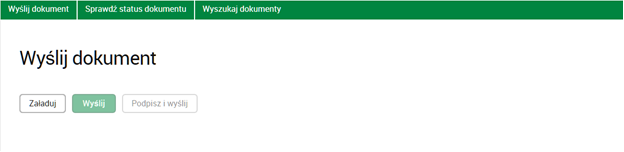 Wyślij dokument Sprawdź status dokumentu Wyszukaj dokumenty
Wyślij dokument
Załaduj Wyślij Podpisz i wyślij